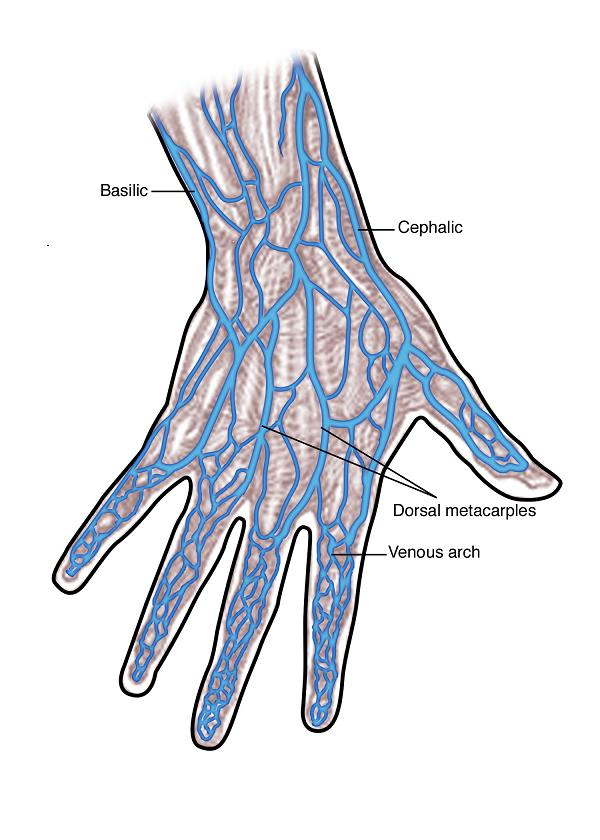 Basilic
Cephalic
Dorsal metacarples
Venous arch